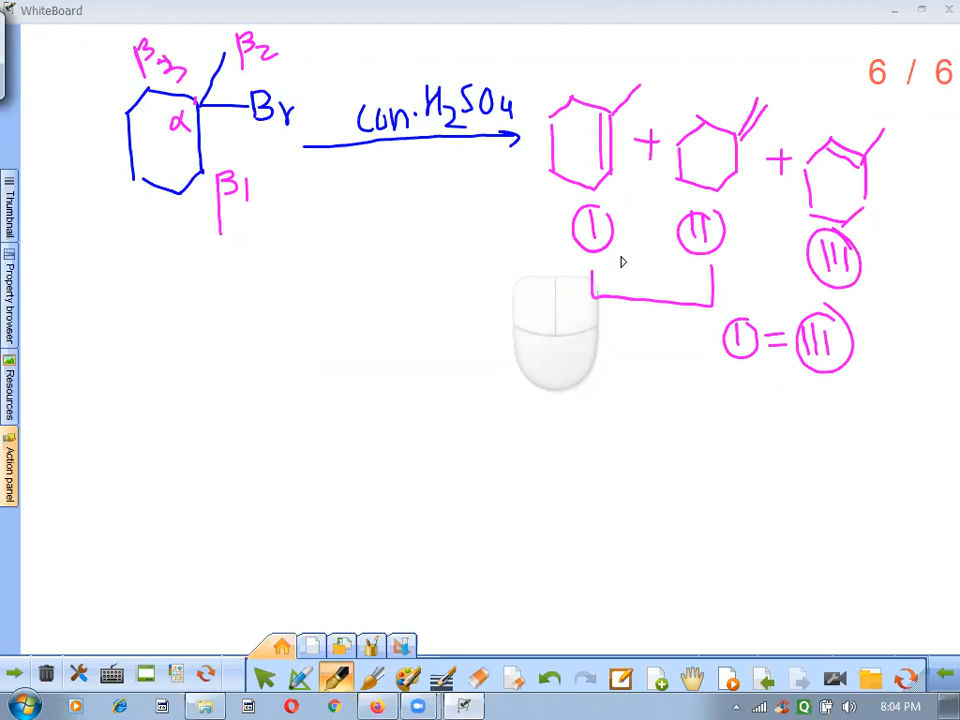 WhiteBoard
6 / 6
β3
β2
α
Br
β1
con. H2SO4
+
+
I
II
III
I = III
Thumbnail
Property browser
Resources
Action panel
8:04 PM